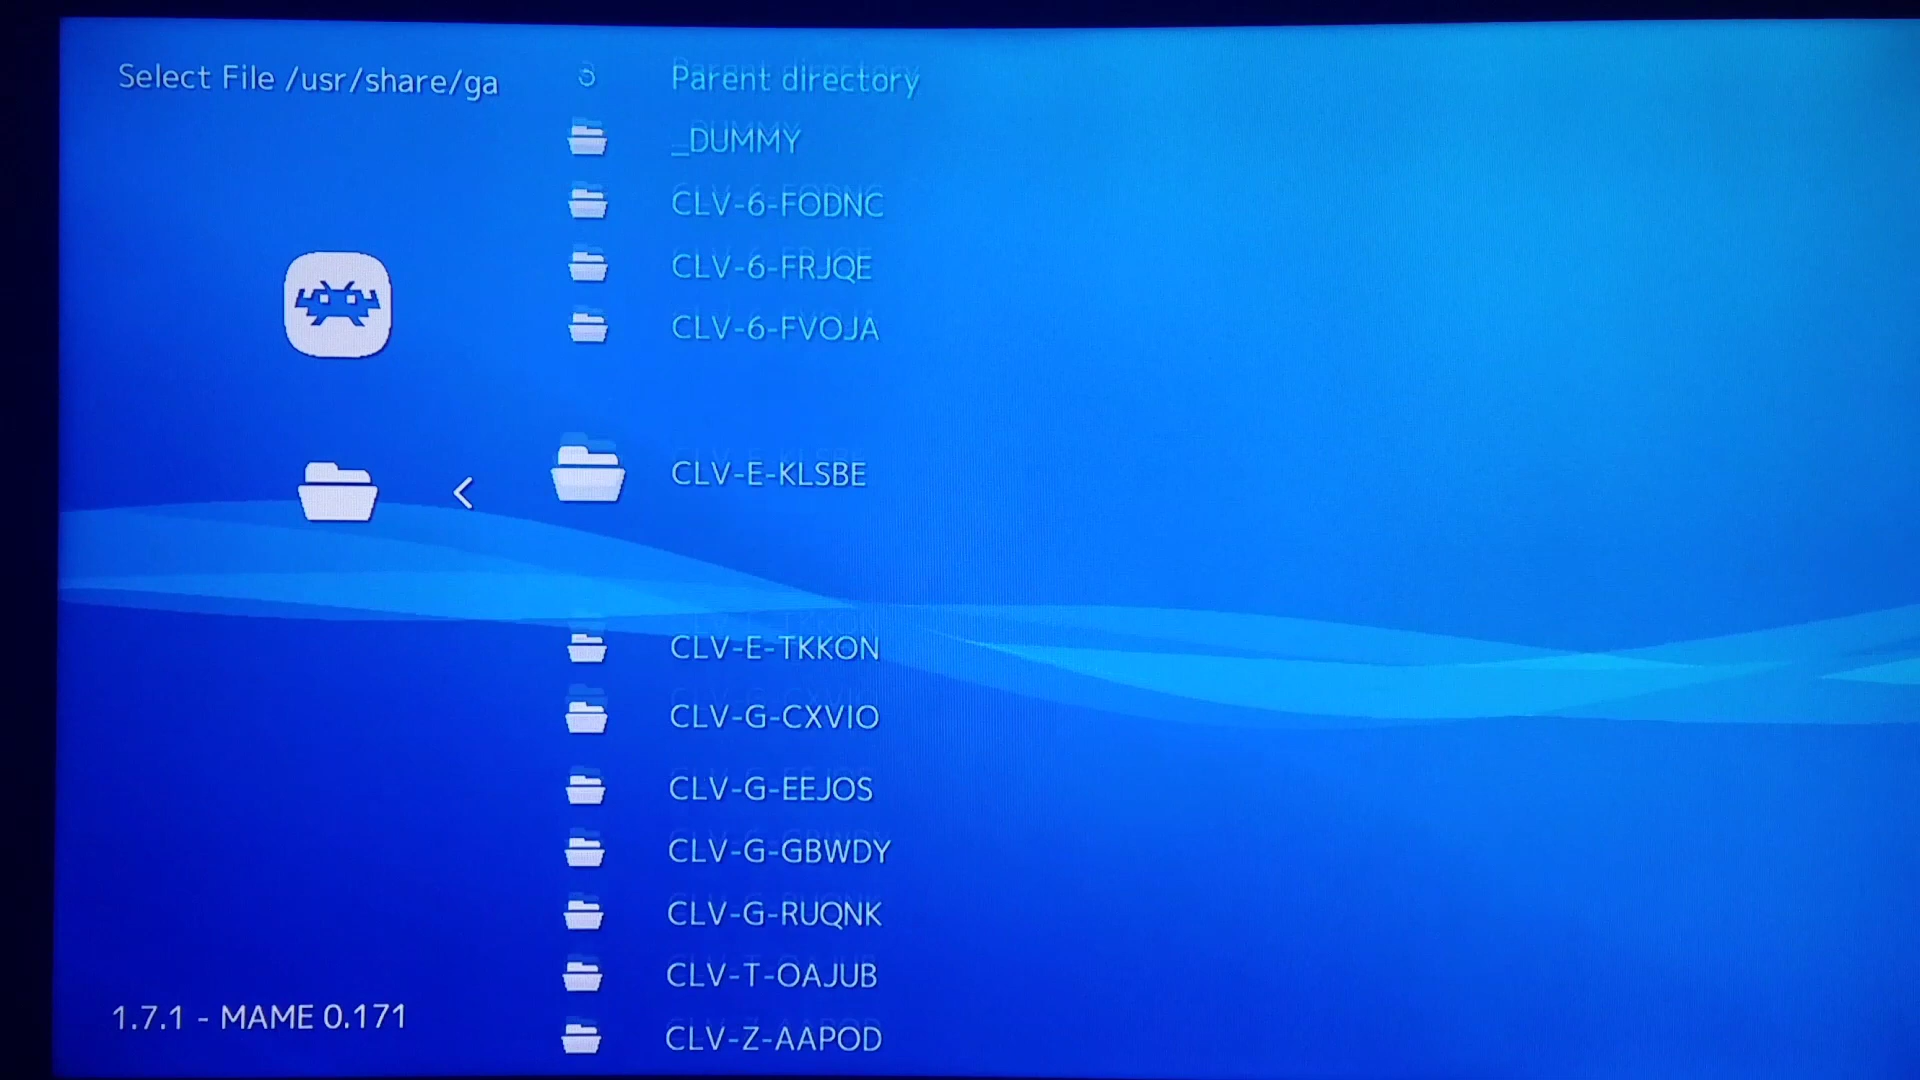 Select File /usr/share/ga
Parent directory
_DUMMY
CLV-6-FODNC
CLV-6-FRJQE
CLV-6-FVOJA
CLV-E-KLSBE
CLV-E-TKKON
CLV-G-CXVIO
CLV-G-EEJOS
CLV-G-GBWDY
CLV-G-RUQNK
CLV-T-OAJUB
CLV-Z-AAPOD
1.7.1 - MAME 0.171